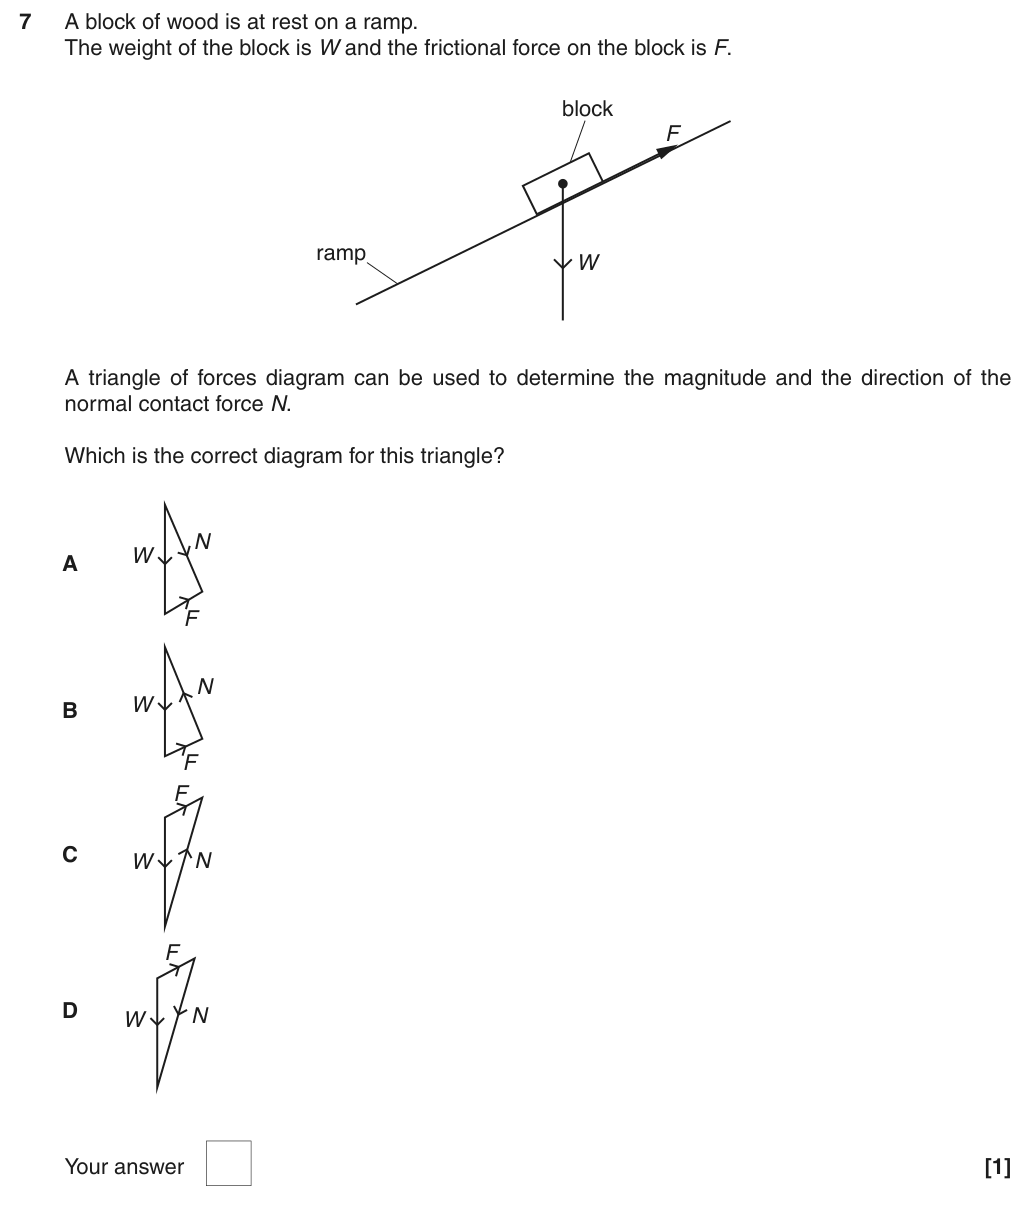 7 A block of wood is at rest on a ramp.
The weight of the block is W and the frictional force on the block is F.
block
F
ramp
W
A triangle of forces diagram can be used to determine the magnitude and the direction of the
normal contact force N.
Which is the correct diagram for this triangle?
A W N F
B W N F
C F W N
D F W N
Your answer [1]